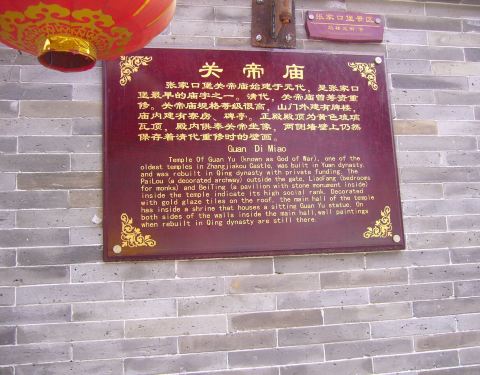 张家口堡景区
关帝庙
张家口堡关帝庙始建于元代，是张家口
堡最早的庙宇之一。清代，关帝庙曾筹资重
修。关帝庙规格等级很高，山门外建有牌楼，
庙内建有寮房、碑亭。正殿殿顶为黄色琉璃
瓦顶，殿内供奉关帝坐像，两侧墙壁上仍然
保存着清代重修时的壁画。
Guan Di Miao
Temple Of Guan Yu (known as God of War), one of the
oldest temples in Zhangjiakou Castle, was built in Yuan dynasty
and was rebuilt in Qing dynasty with private funding. The
PaiLou (a decorated archway) outside the gate, LiaoFang (bedrooms
for monks) and BeiTing (a pavilion with stone monument inside)
inside the temple indicate its high social rank. Decorated
with gold glaze tiles on the roof, the main hall of the temple
has inside a shrine that houses a sitting Guan Yu statue. On
both sides of the walls inside the main hall,wall paintings
when rebuilt in Qing dynasty are still there.